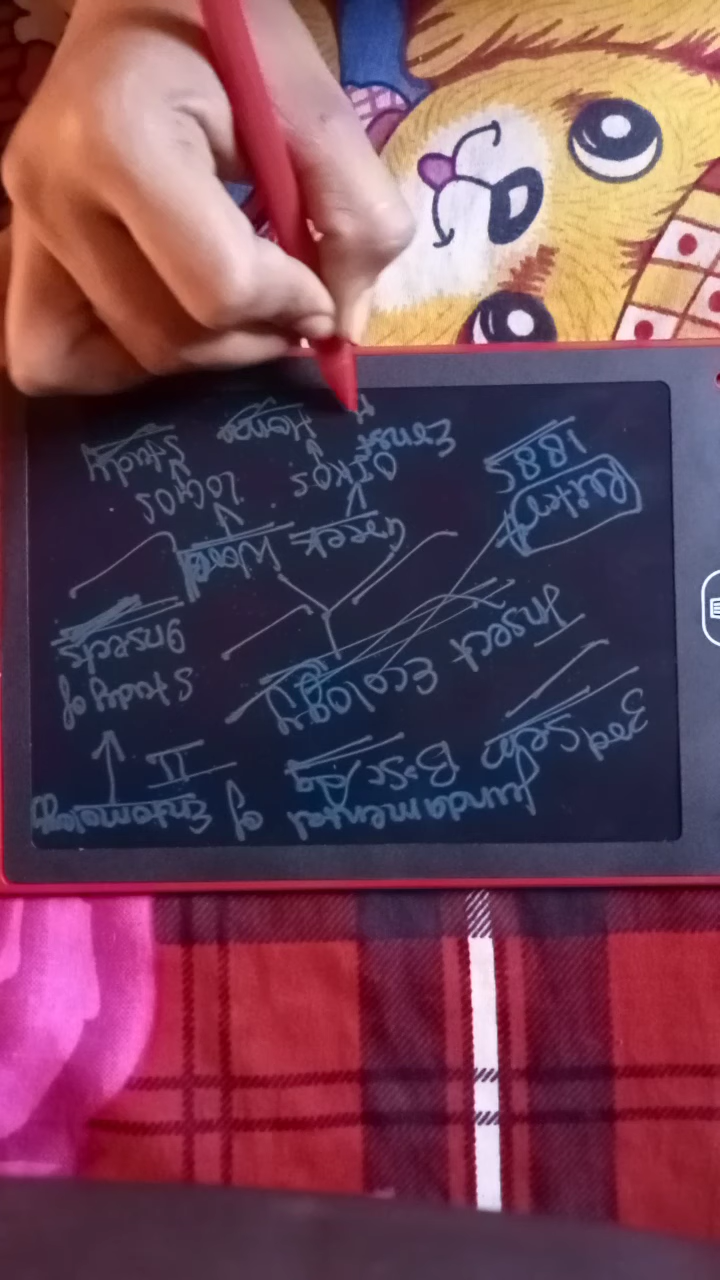 Fundamental of Entomology
3rd Sem B.Sc Ag II
Study of
Insects
Insect Ecology
Greek Word
Reiter
1885
Oikos Logos
Home Study
Ernst H